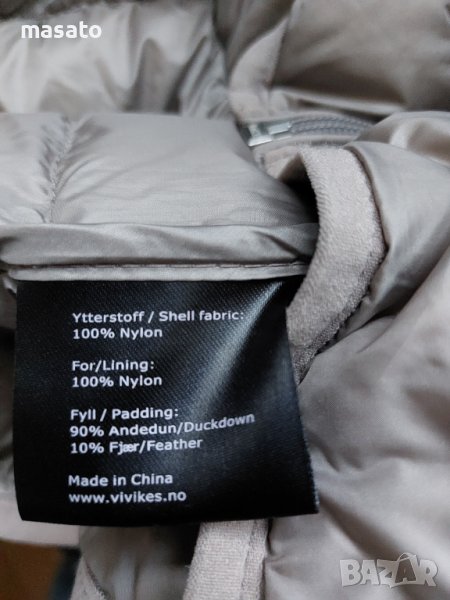 masato
Ytterstoff / Shell fabric:
100% Nylon
For/Lining:
100% Nylon
Fyll / Padding:
90% Andedun/Duckdown
10% Fjær/Feather
Made in China
www.vivikes.no
BAZAR